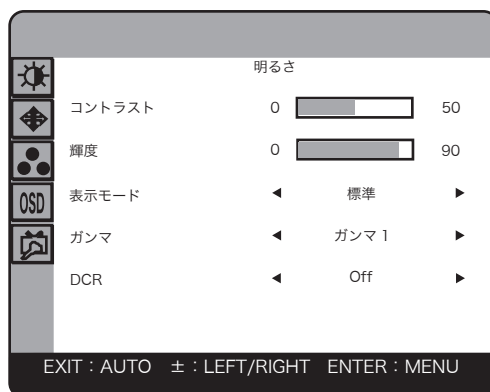 明るさ
コントラスト 0 50
輝度 0 90
表示モード ◀ 標準 ▶
OSD
ガンマ ◀ ガンマ 1 ▶
DCR ◀ Off ▶
EXIT：AUTO ±：LEFT/RIGHT ENTER：MENU